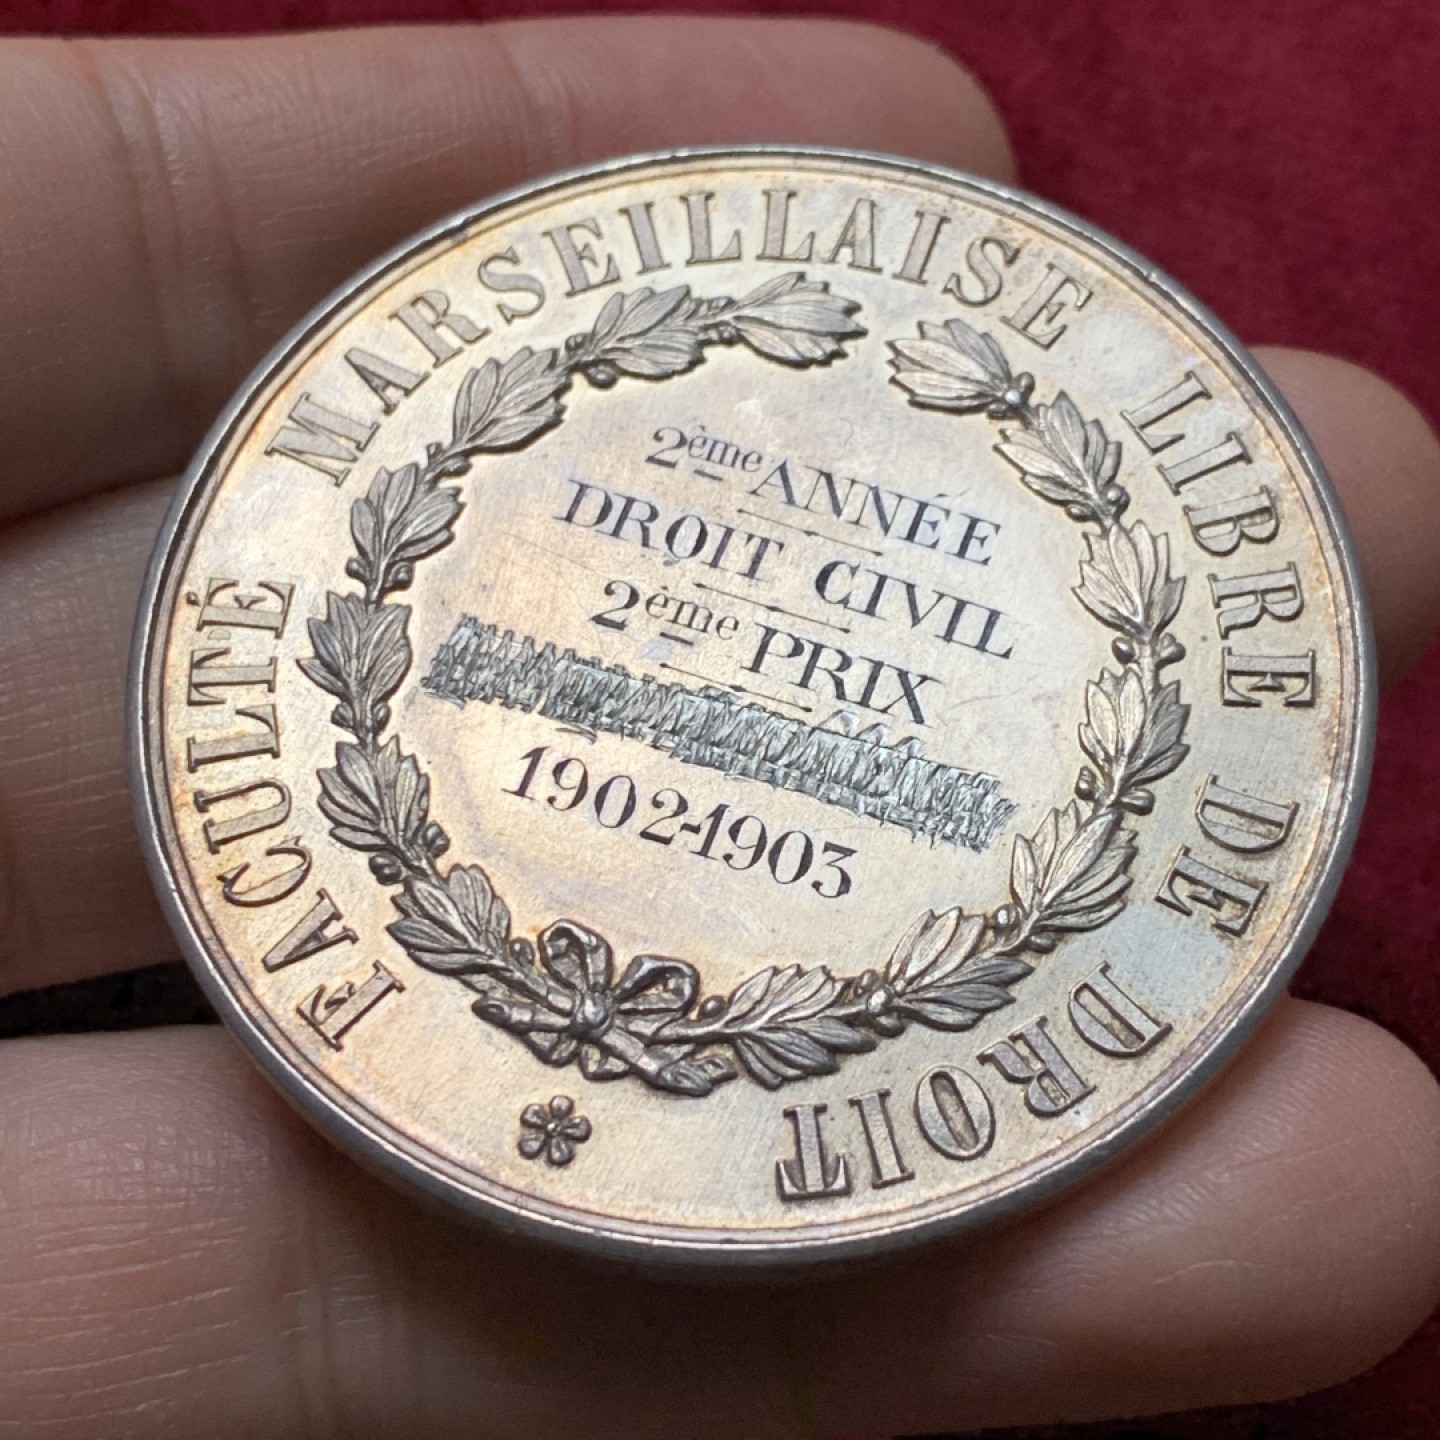 FACULTÉ MARSEILLAISE LIBRE DE DROIT
2ème ANNÉE
DROIT CIVIL
2ème PRIX
1902-1903